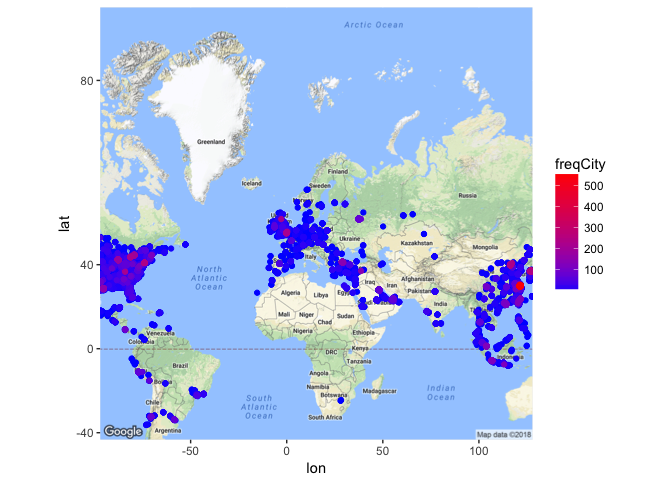 Arctic Ocean
80
Greenland
Finland
Iceland
Sweden
Russia
freqCity
500
400
300
200
100
lat
Ukraine
Kazakhstan
Mongolia
40
Italy
North
Atlantic
Ocean
Afghanistan
Iraq
Iran
Pakistan
Algeria
Libya
India
Mali
Niger
Sudan
Chad
Venezuela
Nigeria
Ethiopia
Colombia
0
DRC
Kenya
Indonesia
Tanzania
Brazil
Angola
Namibia
Madagascar
Botswana
Chile
South
Atlantic
Ocean
Indian
Ocean
South Africa
Argentina
-40
Google
Map data ©2018
-50
0
50
100
lon